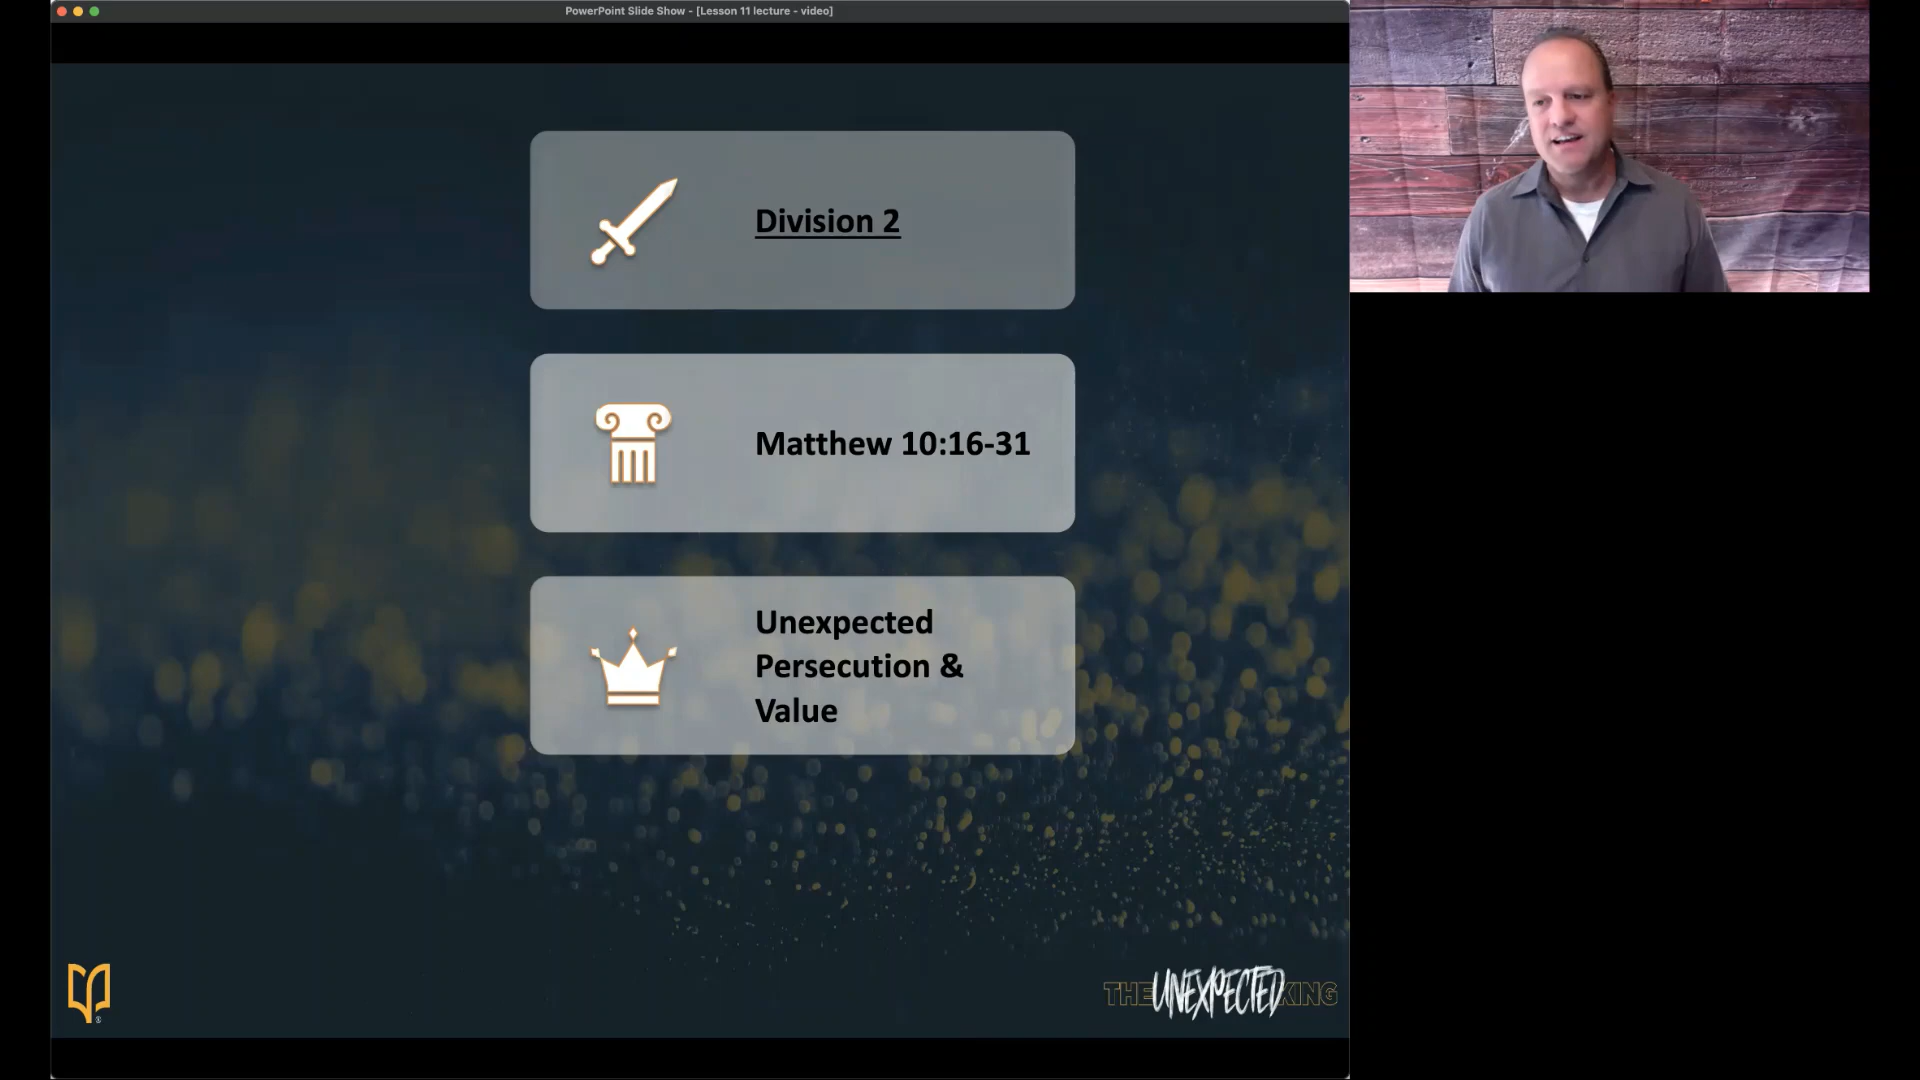 PowerPoint Slide Show - [Lesson 11 lecture - video]
Division 2
Matthew 10:16-31
Unexpected
Persecution &
Value
THE UNEXPECTED KING